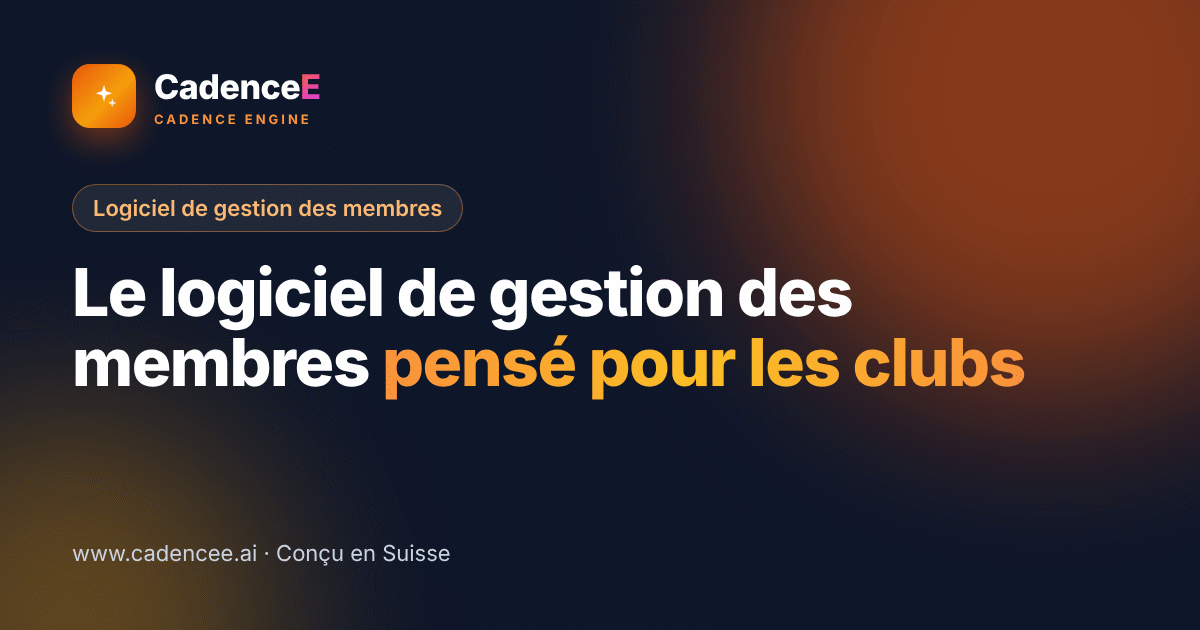 CadenceE
CADENCE ENGINE
Logiciel de gestion des membres
Le logiciel de gestion des
membres pensé pour les clubs
www.cadencee.ai · Conçu en Suisse